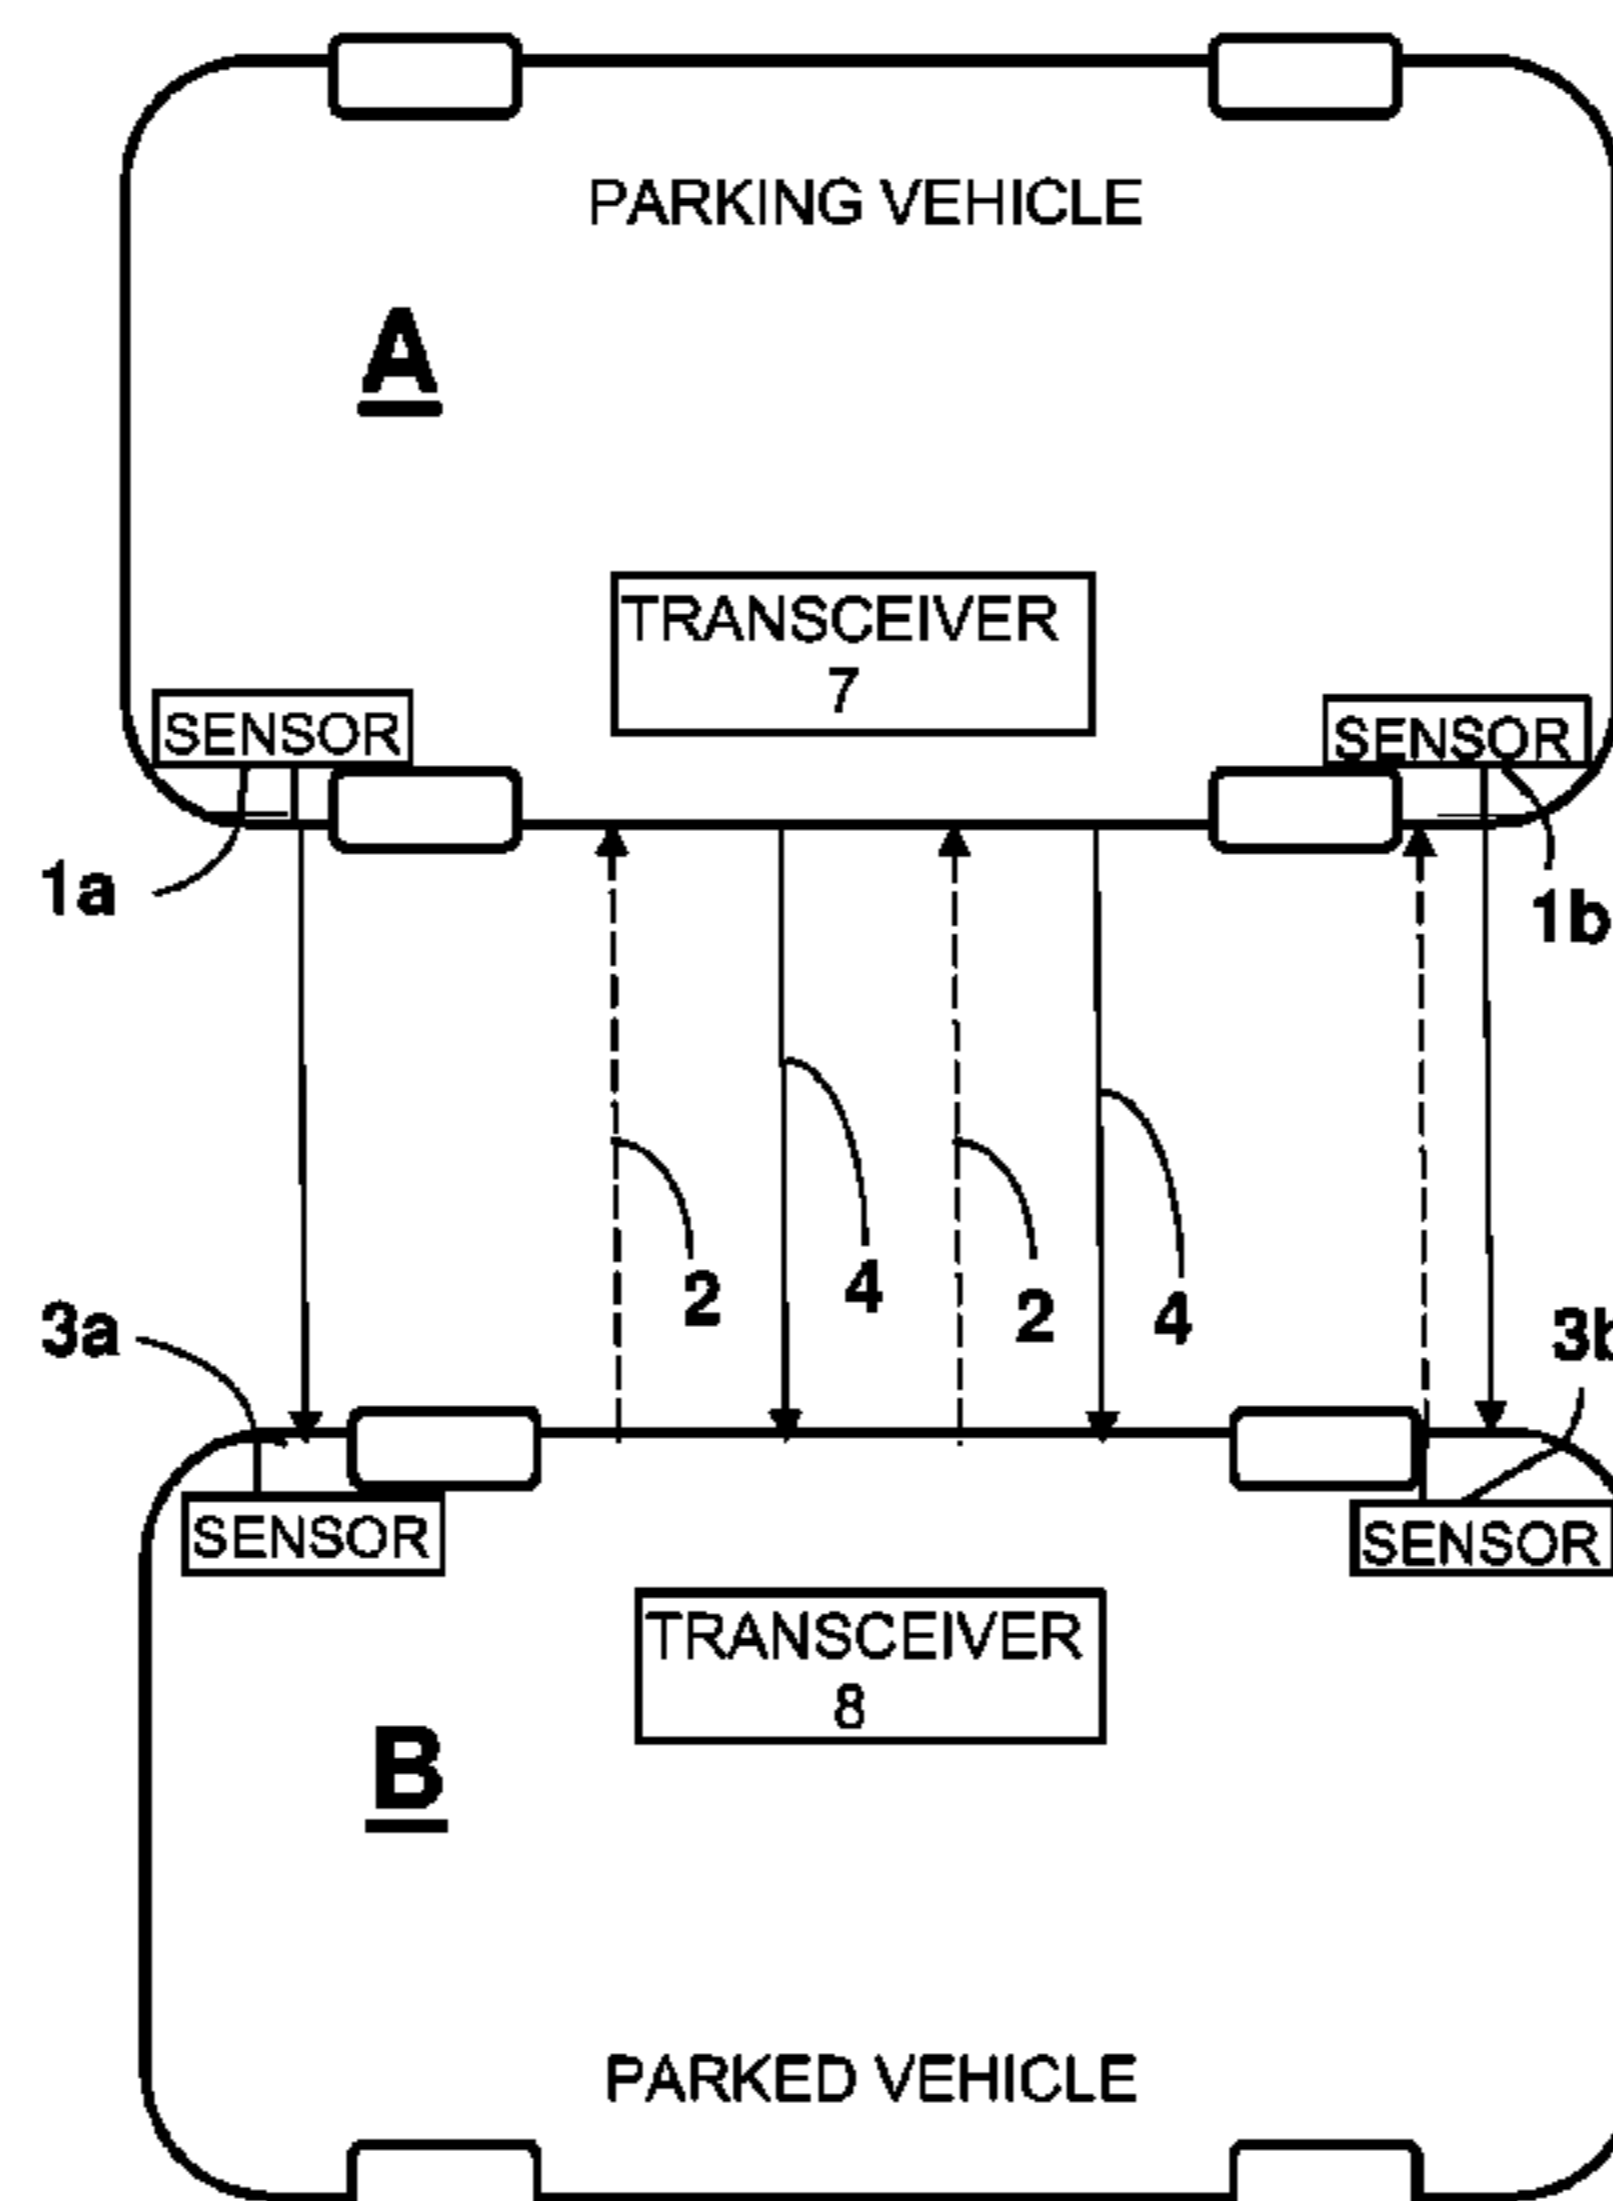 PARKING VEHICLE
A
TRANSCEIVER
7
SENSOR
SENSOR
1a
1b
2
4
2
4
3a
3b
SENSOR
SENSOR
TRANSCEIVER
8
B
PARKED VEHICLE